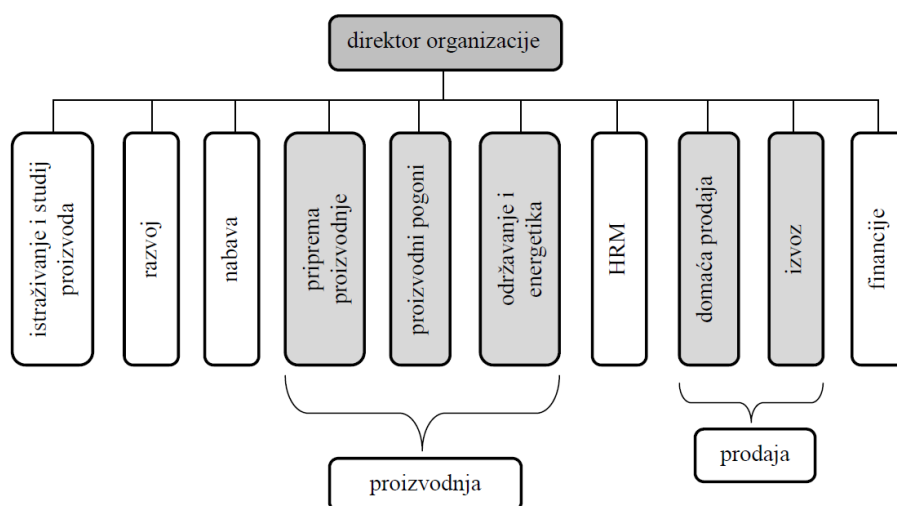 direktor organizacije
istraživanje i studij
proizvoda
razvoj
nabava
priprema
proizvodnje
proizvodni pogoni
održavanje i
energetika
HRM
domaća prodaja
izvoz
financije
proizvodnja
prodaja